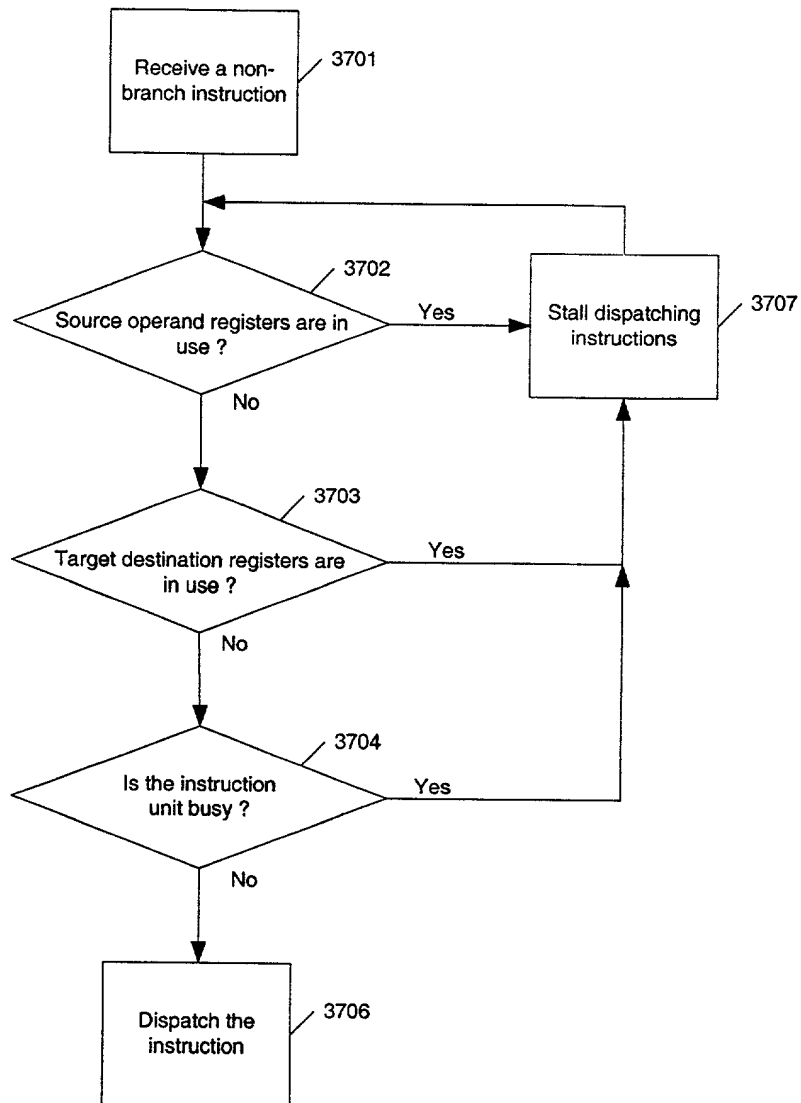 Receive a non-
branch instruction
3701
3702
Source operand registers are in
use ?
Yes
Stall dispatching
instructions
3707
No
3703
Target destination registers are
in use ?
Yes
No
3704
Is the instruction
unit busy ?
Yes
No
Dispatch the
instruction
3706